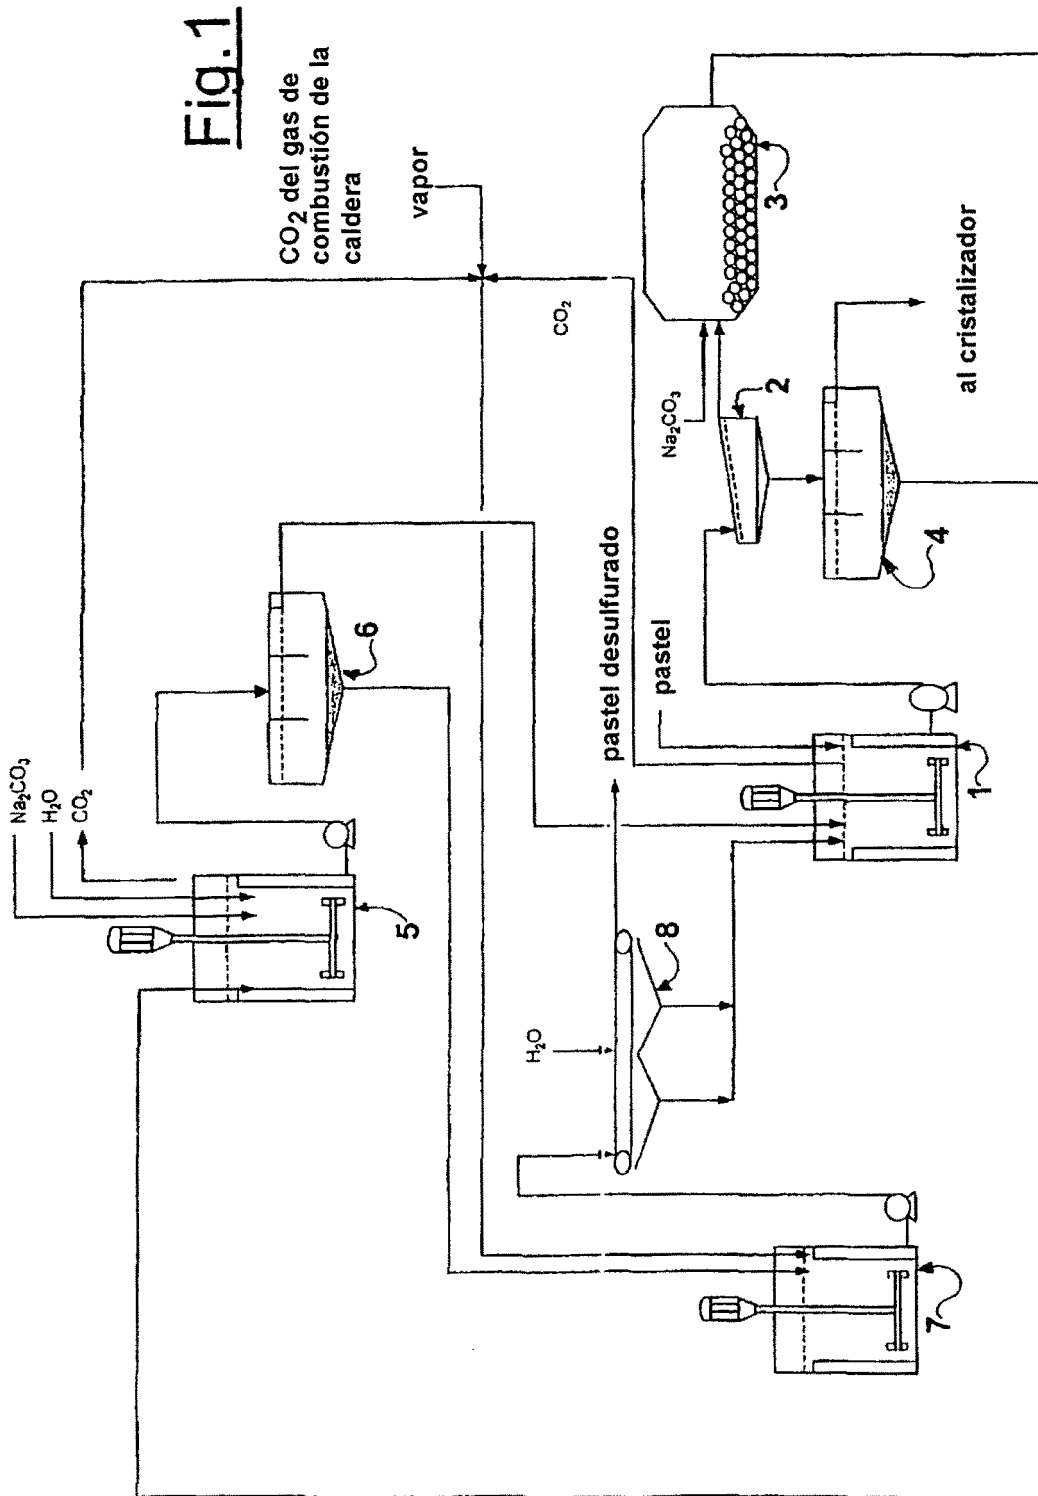 Fig.1
CO2 del gas de
combustión de la
caldera
vapor
Na2CO3
H2O
CO2
5
6
CO2
Na2CO3
3
2
4
al cristalizador
pastel desulfurado
pastel
1
H2O
8
7